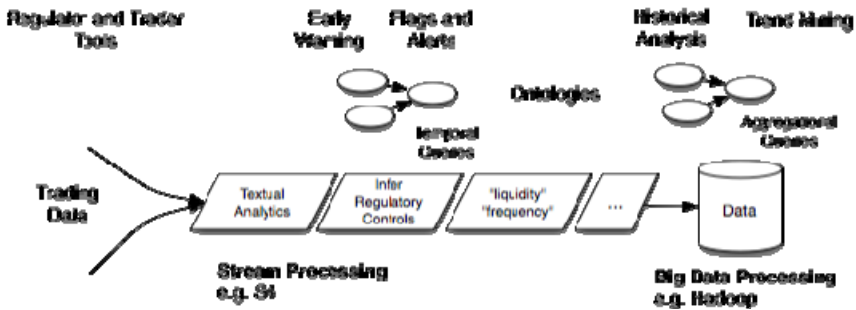 Regulator and Trader
Tools
Early
Warning
Flags and
Alerts
Historical
Analysis
Trend Mining
Ontologies
Temporal
Queries
Aggregational
Queries
Trading
Data
Textual
Analytics
Infer
Regulatory
Controls
"liquidity"
"frequency"
...
Data
Stream Processing
e.g. S4
Big Data Processing
e.g. Hadoop